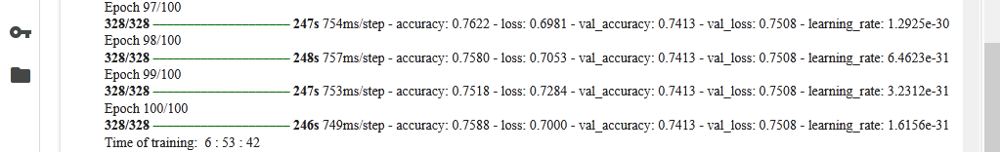 Epoch 97/100
328/328 ━━━━━━━━━━━━━━━━━━━━ 247s 754ms/step - accuracy: 0.7622 - loss: 0.6981 - val_accuracy: 0.7413 - val_loss: 0.7508 - learning_rate: 1.2925e-30
Epoch 98/100
328/328 ━━━━━━━━━━━━━━━━━━━━ 248s 757ms/step - accuracy: 0.7580 - loss: 0.7053 - val_accuracy: 0.7413 - val_loss: 0.7508 - learning_rate: 6.4623e-31
Epoch 99/100
328/328 ━━━━━━━━━━━━━━━━━━━━ 247s 753ms/step - accuracy: 0.7518 - loss: 0.7284 - val_accuracy: 0.7413 - val_loss: 0.7508 - learning_rate: 3.2312e-31
Epoch 100/100
328/328 ━━━━━━━━━━━━━━━━━━━━ 246s 749ms/step - accuracy: 0.7588 - loss: 0.7000 - val_accuracy: 0.7413 - val_loss: 0.7508 - learning_rate: 1.6156e-31
Time of training:  6 : 53 : 42